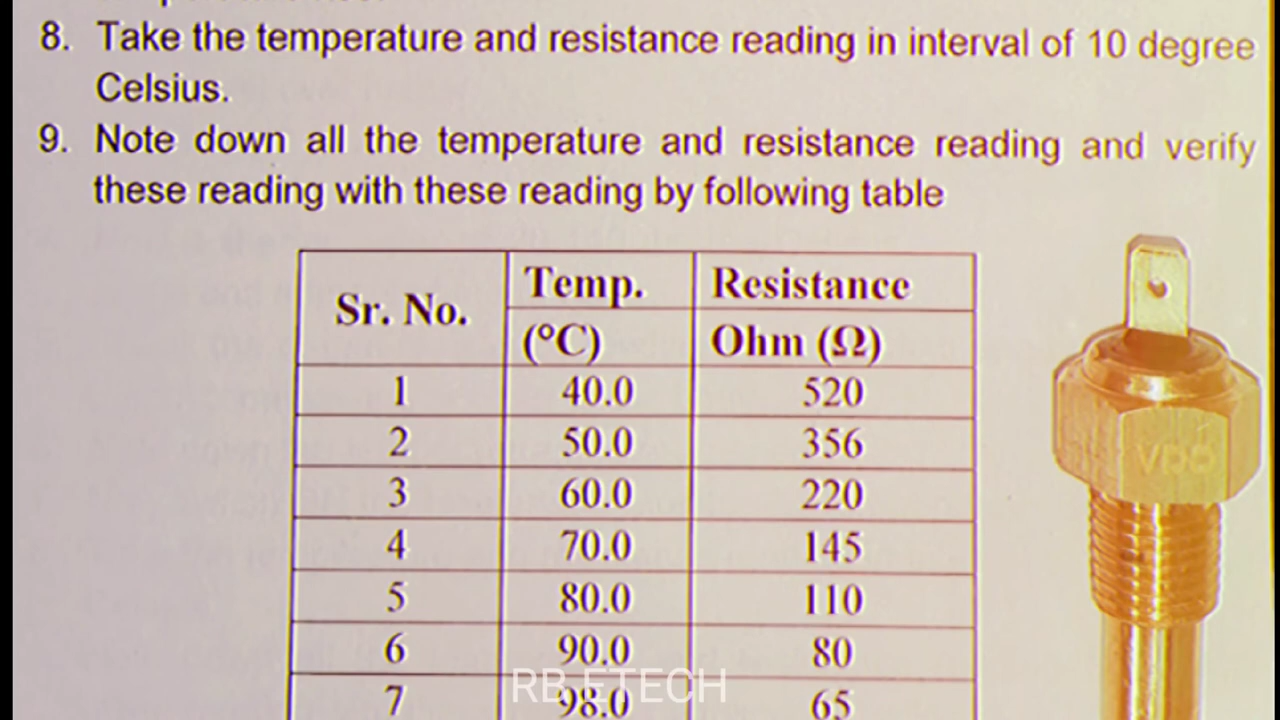 8. Take the temperature and resistance reading in interval of 10 degree
Celsius.
9. Note down all the temperature and resistance reading and verify
these reading with these reading by following table
Sr. No. Temp. (°C) Resistance Ohm (Ω)
1 40.0 520
2 50.0 356
3 60.0 220
4 70.0 145
5 80.0 110
6 90.0 80
7 98.0 65
VDO
RB ETECH